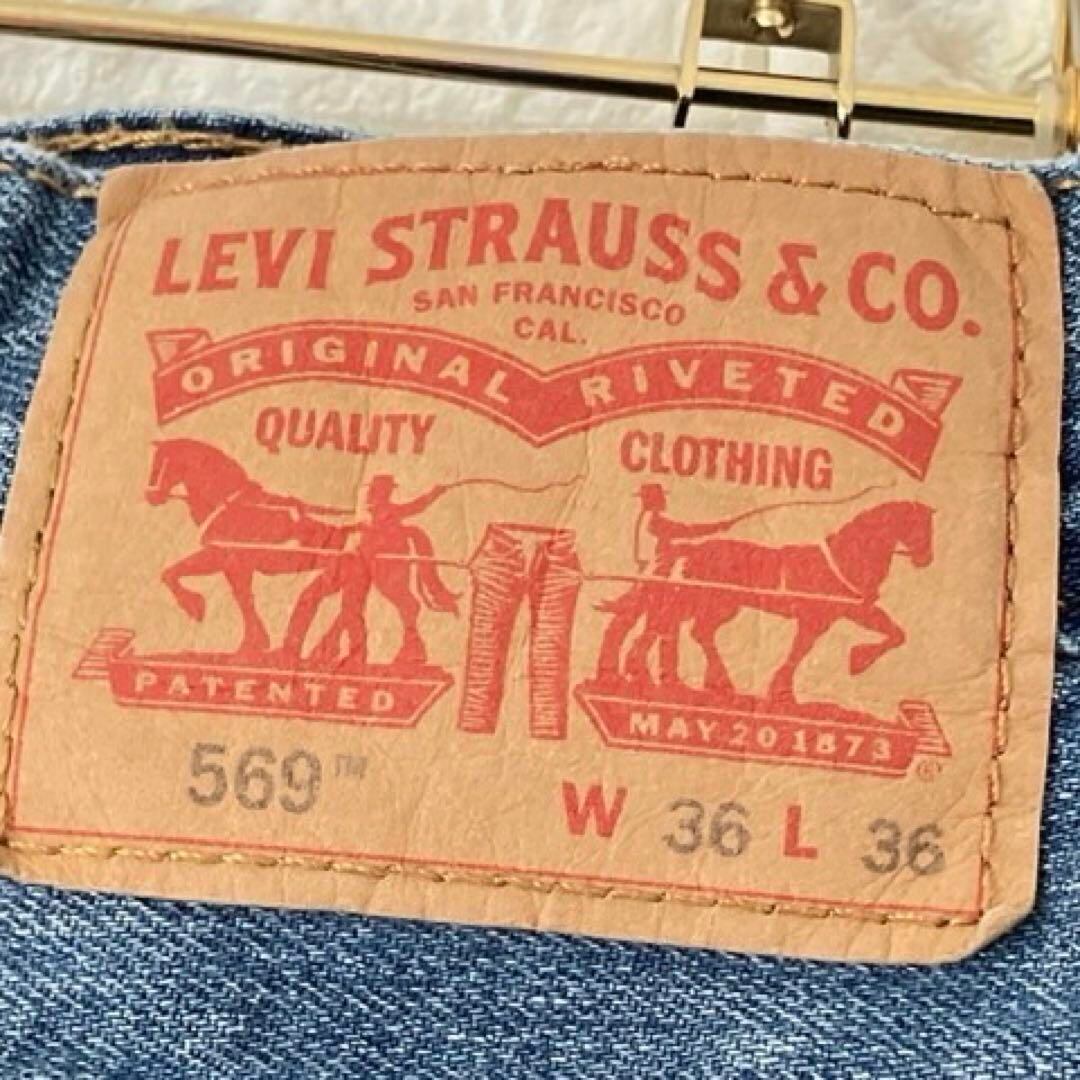 LEVI STRAUSS & CO.
SAN FRANCISCO
CAL.
ORIGINAL RIVETED
QUALITY CLOTHING
PATENTED MAY 20 1873 ®
569™ W 36 L 36